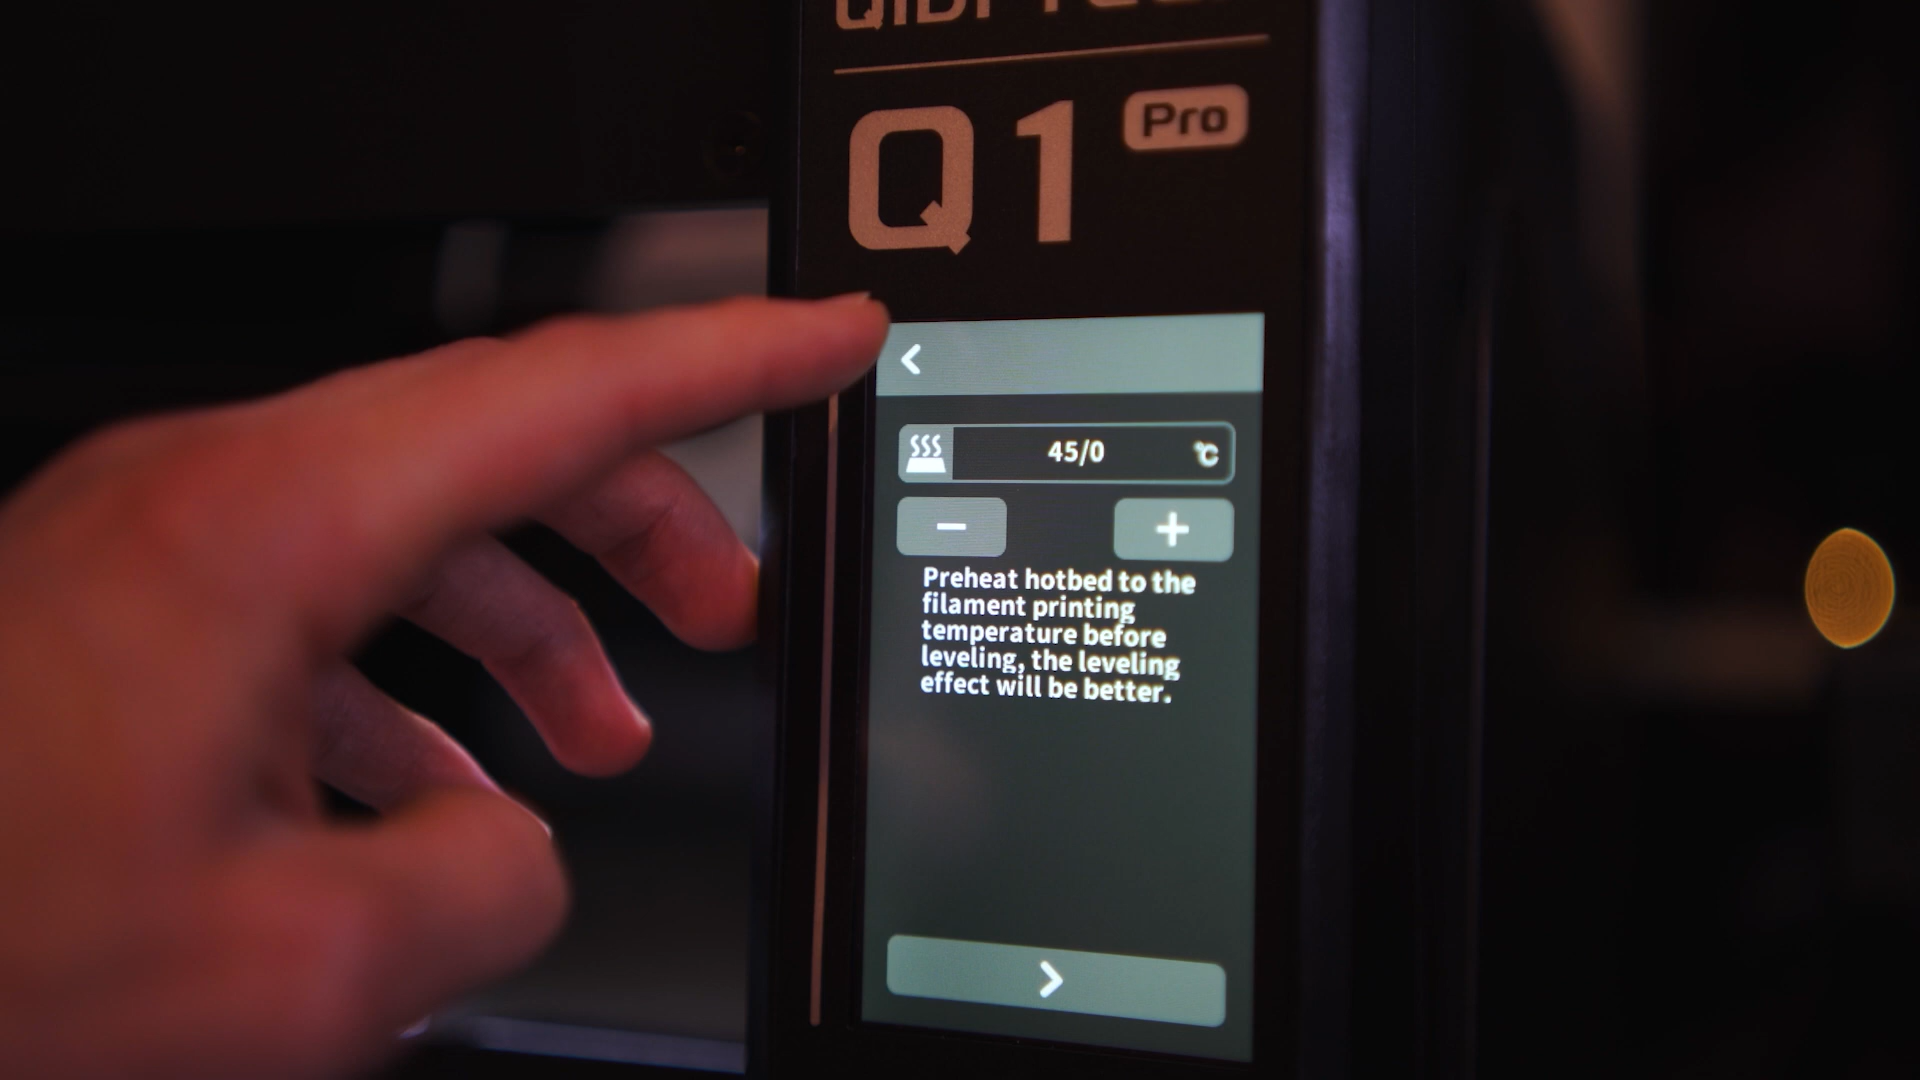 QIDI
Q1 Pro
45/0 ℃
Preheat hotbed to the
filament printing
temperature before
leveling, the leveling
effect will be better.